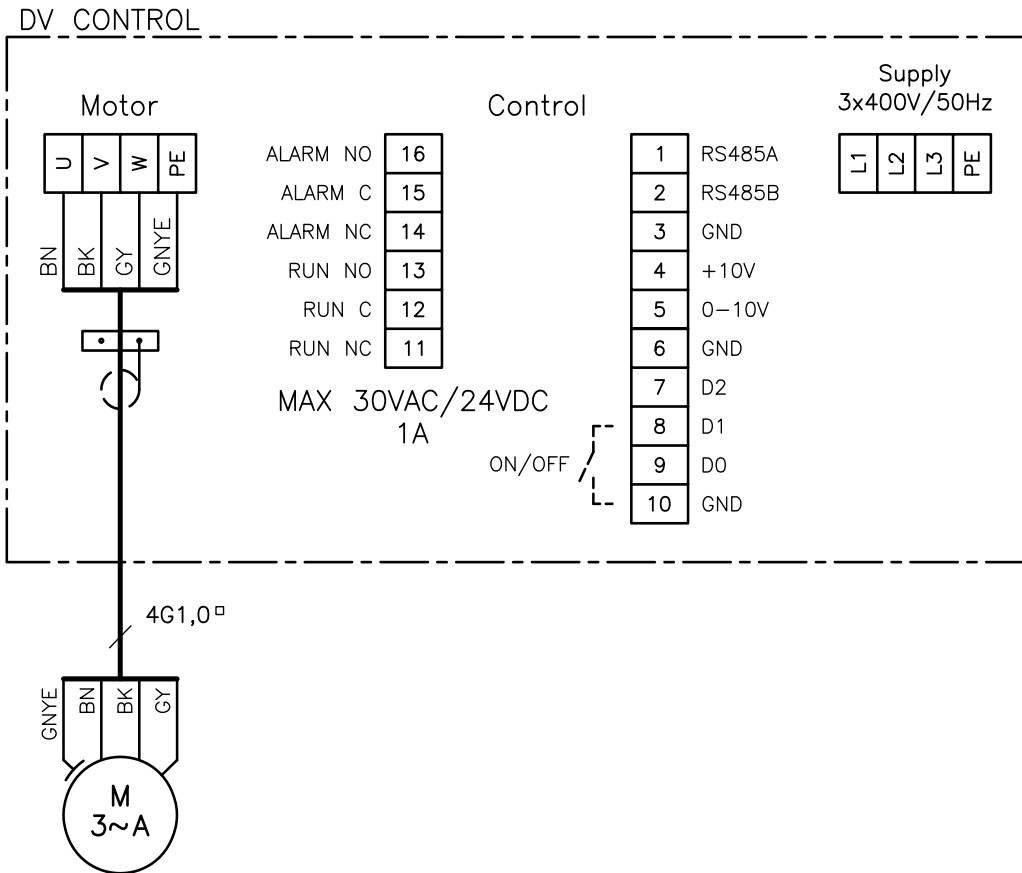 DV CONTROL
Motor
Control
Supply
3x400V/50Hz
U V W PE
BN BK GY GNYE
ALARM NO 16
ALARM C 15
ALARM NC 14
RUN NO 13
RUN C 12
RUN NC 11
MAX 30VAC/24VDC
1A
1 RS485A
2 RS485B
3 GND
4 +10V
5 0-10V
6 GND
7 D2
8 D1
9 D0
10 GND
ON/OFF
L1 L2 L3 PE
4G1,0▫
GNYE BN BK GY
M
3~A